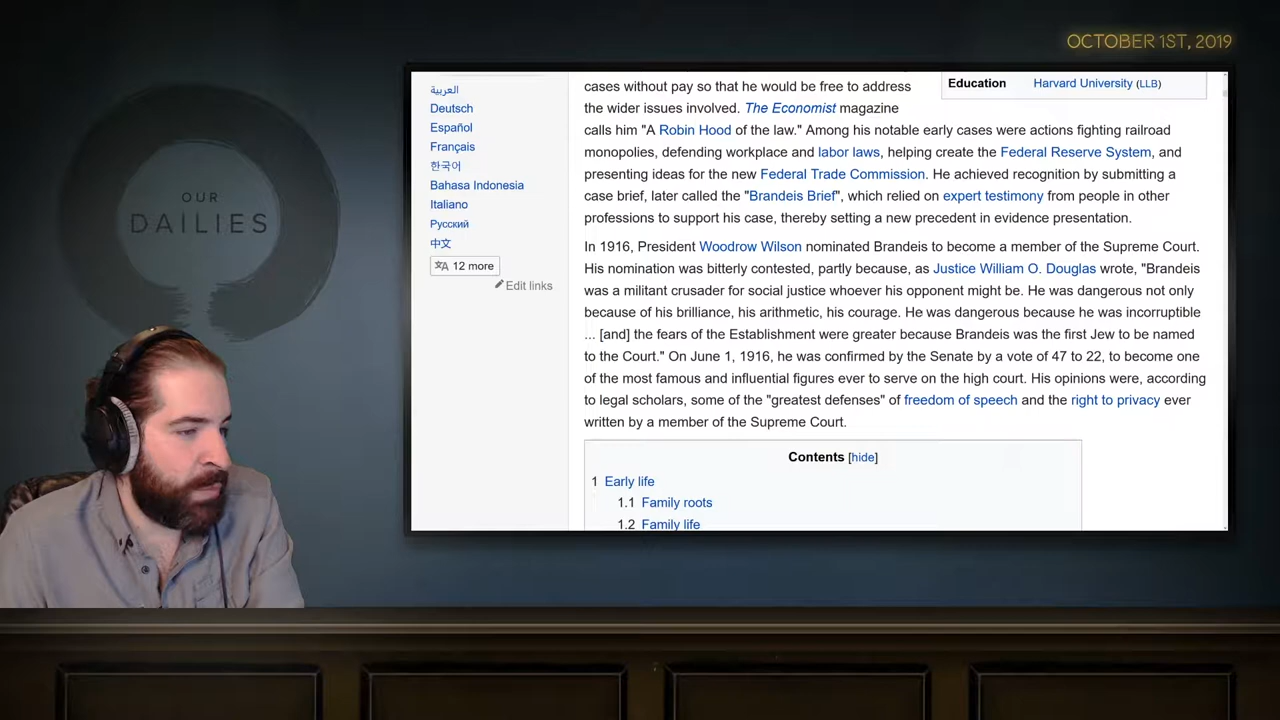 OCTOBER 1ST, 2019
OUR
DAILIES
العربية
Deutsch
Español
Français
한국어
Bahasa Indonesia
Italiano
Русский
中文
12 more
Edit links
Education Harvard University (LLB)
cases without pay so that he would be free to address
the wider issues involved. The Economist magazine
calls him "A Robin Hood of the law." Among his notable early cases were actions fighting railroad
monopolies, defending workplace and labor laws, helping create the Federal Reserve System, and
presenting ideas for the new Federal Trade Commission. He achieved recognition by submitting a
case brief, later called the "Brandeis Brief", which relied on expert testimony from people in other
professions to support his case, thereby setting a new precedent in evidence presentation.
In 1916, President Woodrow Wilson nominated Brandeis to become a member of the Supreme Court.
His nomination was bitterly contested, partly because, as Justice William O. Douglas wrote, "Brandeis
was a militant crusader for social justice whoever his opponent might be. He was dangerous not only
because of his brilliance, his arithmetic, his courage. He was dangerous because he was incorruptible
... [and] the fears of the Establishment were greater because Brandeis was the first Jew to be named
to the Court." On June 1, 1916, he was confirmed by the Senate by a vote of 47 to 22, to become one
of the most famous and influential figures ever to serve on the high court. His opinions were, according
to legal scholars, some of the "greatest defenses" of freedom of speech and the right to privacy ever
written by a member of the Supreme Court.
Contents [hide]
1 Early life
1.1 Family roots
1.2 Family life